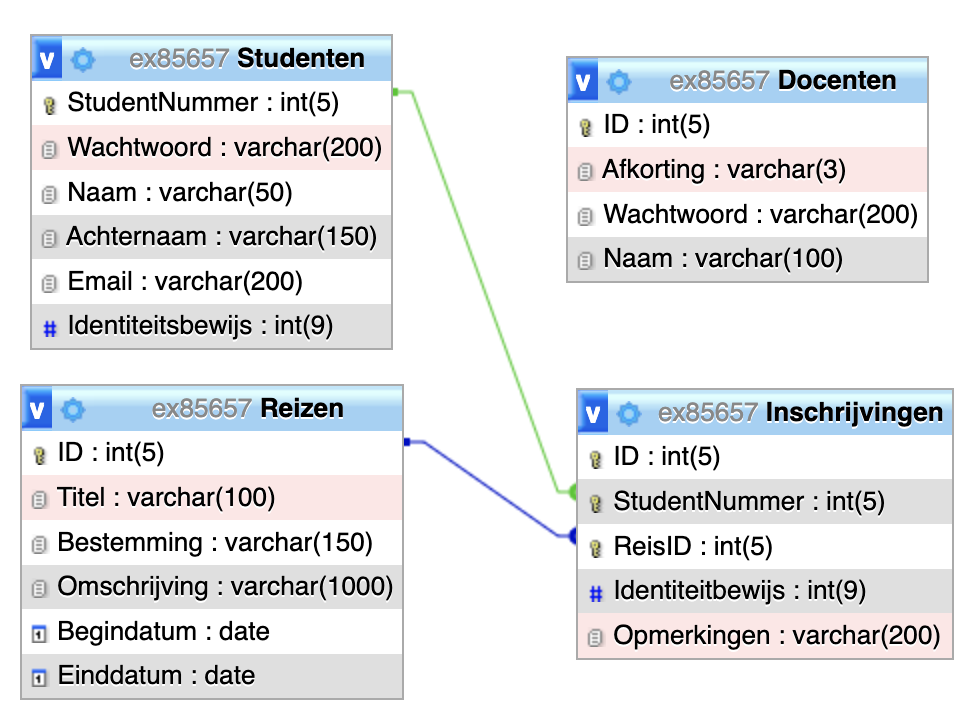 v ex85657 Studenten
StudentNummer : int(5)
Wachtwoord : varchar(200)
Naam : varchar(50)
Achternaam : varchar(150)
Email : varchar(200)
# Identiteitsbewijs : int(9)
v ex85657 Docenten
ID : int(5)
Afkorting : varchar(3)
Wachtwoord : varchar(200)
Naam : varchar(100)
v ex85657 Reizen
ID : int(5)
Titel : varchar(100)
Bestemming : varchar(150)
Omschrijving : varchar(1000)
1 Begindatum : date
1 Einddatum : date
v ex85657 Inschrijvingen
ID : int(5)
StudentNummer : int(5)
ReisID : int(5)
# Identiteitbewijs : int(9)
Opmerkingen : varchar(200)